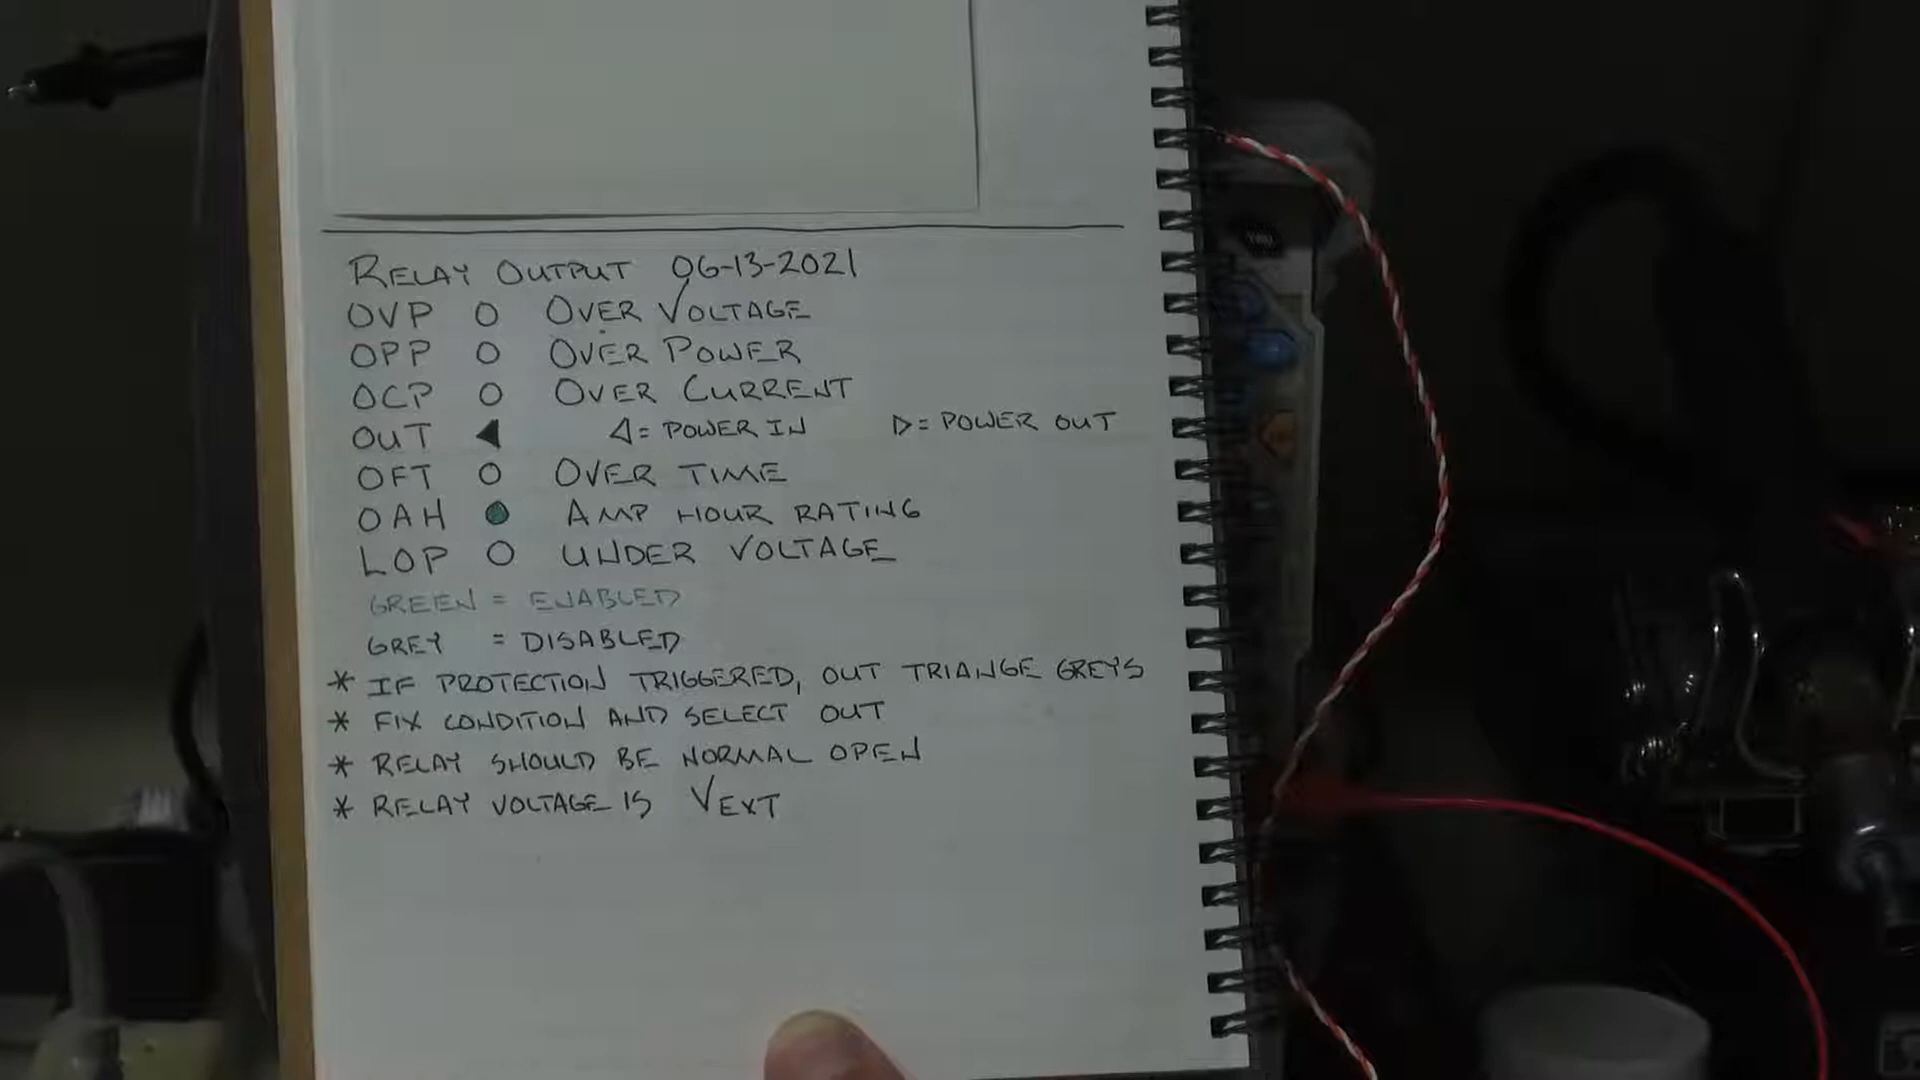 RELAY OUTPUT 06-13-2021
OVP O OVER VOLTAGE
OPP O OVER POWER
OCP O OVER CURRENT
OUT ◀ ◁= POWER IN ▷= POWER OUT
OFT O OVER TIME
OAH ● AMP HOUR RATING
LOP O UNDER VOLTAGE
GREEN = ENABLED
GREY = DISABLED
* IF PROTECTION TRIGGERED, OUT TRIANGE GREYS
* FIX CONDITION AND SELECT OUT
* RELAY SHOULD BE NORMAL OPEN
* RELAY VOLTAGE IS VEXT